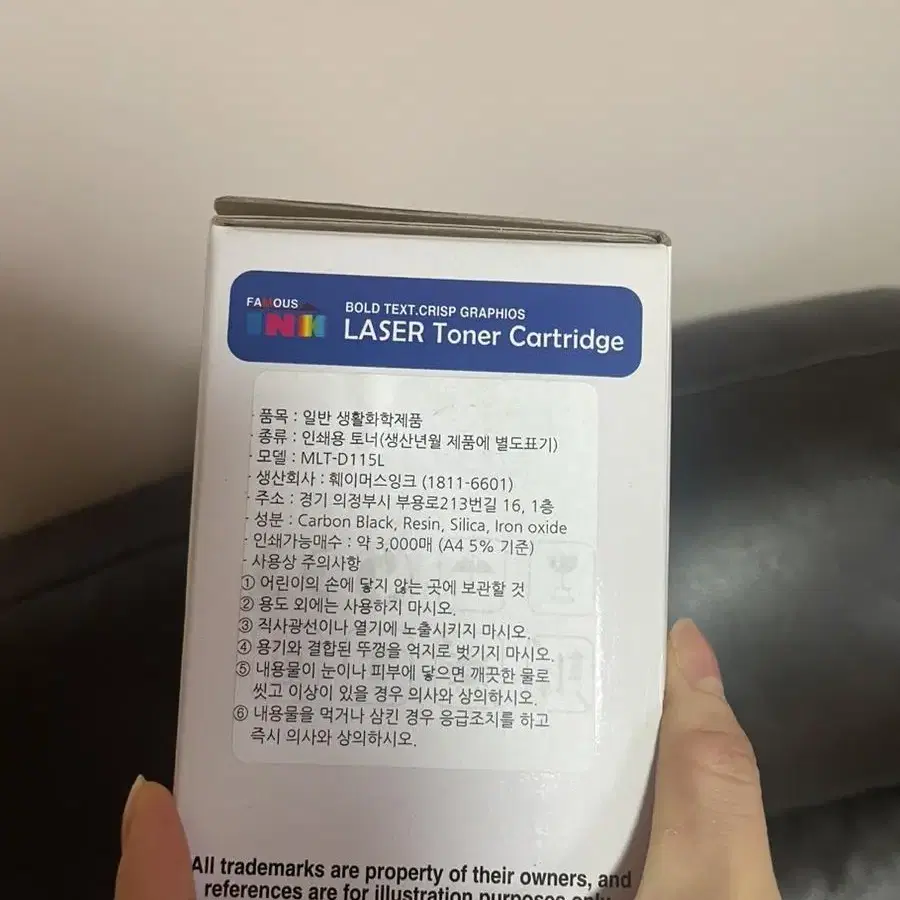 FAMOUS
INK
BOLD TEXT.CRISP GRAPHIOS
LASER Toner Cartridge
· 품목 : 일반 생활화학제품
· 종류 : 인쇄용 토너(생산년월 제품에 별도표기)
· 모델 : MLT-D115L
· 생산회사 : 훼이머스잉크 (1811-6601)
· 주소 : 경기 의정부시 부용로213번길 16, 1층
· 성분 : Carbon Black, Resin, Silica, Iron oxide
· 인쇄가능매수 : 약 3,000매 (A4 5% 기준)
· 사용상 주의사항
① 어린이의 손에 닿지 않는 곳에 보관할 것
② 용도 외에는 사용하지 마시오.
③ 직사광선이나 열기에 노출시키지 마시오.
④ 용기와 결합된 뚜껑을 억지로 벗기지 마시오.
⑤ 내용물이 눈이나 피부에 닿으면 깨끗한 물로
씻고 이상이 있을 경우 의사와 상의하시오.
⑥ 내용물을 먹거나 삼킨 경우 응급조치를 하고
즉시 의사와 상의하시오.
All trademarks are property of their owners, and
references are for illustration purposes only.